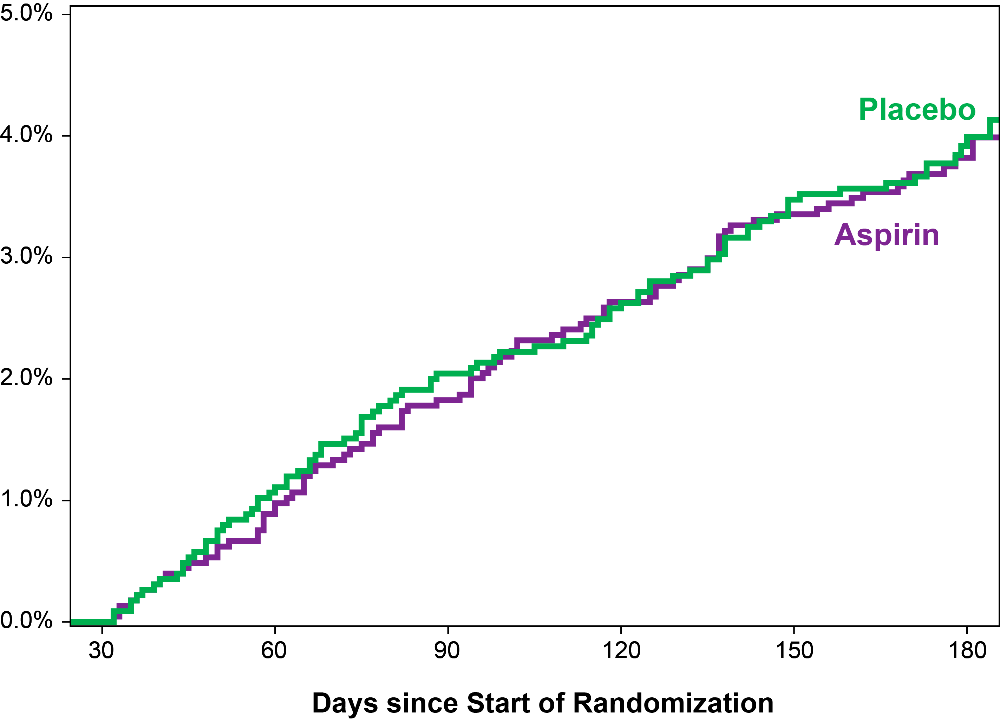 5.0%
Placebo
4.0%
Aspirin
3.0%
2.0%
1.0%
0.0%
30 60 90 120 150 180
Days since Start of Randomization